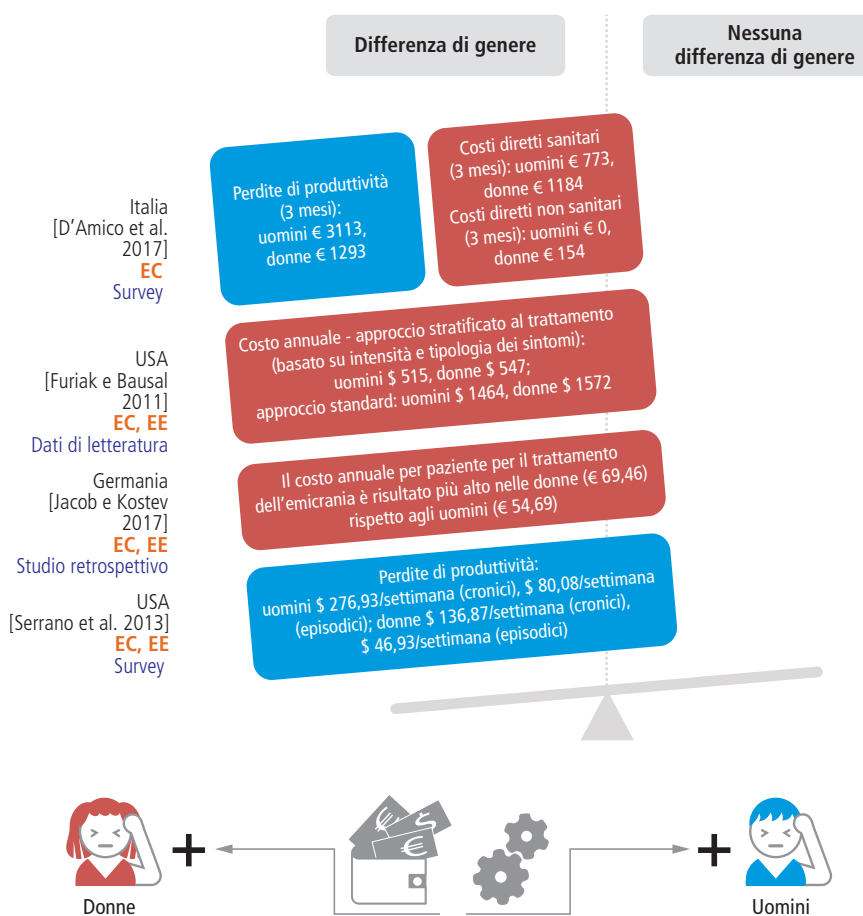 Differenza di genere
Nessuna
differenza di genere
Italia
[D'Amico et al.
2017]
EC
Survey
Perdite di produttività
(3 mesi):
uomini € 3113,
donne € 1293
Costi diretti sanitari
(3 mesi): uomini € 773,
donne € 1184
Costi diretti non sanitari
(3 mesi): uomini € 0,
donne € 154
USA
[Furiak e Bausal
2011]
EC, EE
Dati di letteratura
Costo annuale - approccio stratificato al trattamento
(basato su intensità e tipologia dei sintomi):
uomini $ 515, donne $ 547;
approccio standard: uomini $ 1464, donne $ 1572
Germania
[Jacob e Kostev
2017]
EC, EE
Studio retrospettivo
Il costo annuale per paziente per il trattamento
dell'emicrania è risultato più alto nelle donne (€ 69,46)
rispetto agli uomini (€ 54,69)
USA
[Serrano et al. 2013]
EC, EE
Survey
Perdite di produttività:
uomini $ 276,93/settimana (cronici), $ 80,08/settimana
(episodici); donne $ 136,87/settimana (cronici),
$ 46,93/settimana (episodici)
+
€
$
€
+
Donne
Uomini